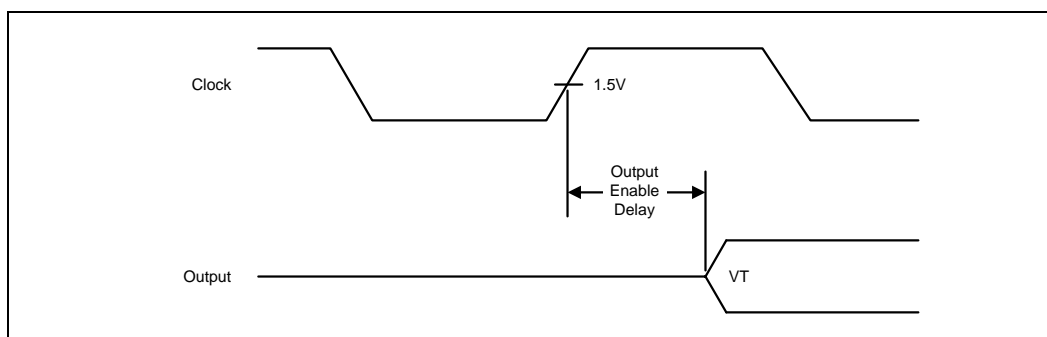 Clock
1.5V
Output
Enable
Delay
Output
VT